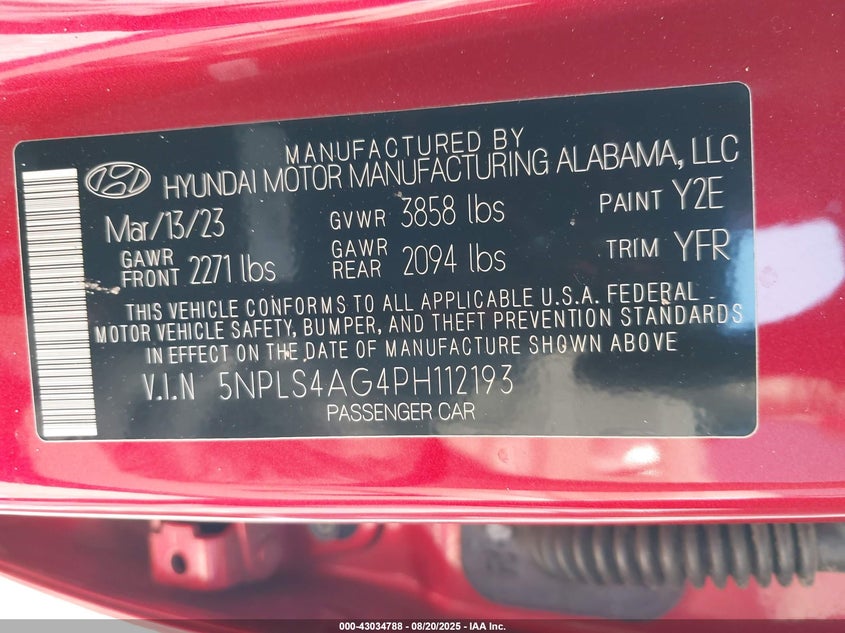 MANUFACTURED BY
HYUNDAI MOTOR MANUFACTURING ALABAMA, LLC
Mar/13/23 GVWR 3858 lbs PAINT Y2E
GAWR FRONT 2271 lbs GAWR REAR 2094 lbs TRIM YFR
THIS VEHICLE CONFORMS TO ALL APPLICABLE U.S.A. FEDERAL
MOTOR VEHICLE SAFETY, BUMPER, AND THEFT PREVENTION STANDARDS
IN EFFECT ON THE DATE OF MANUFACTURE SHOWN ABOVE
V.I.N 5NPLS4AG4PH112193
PASSENGER CAR
000-43034788 - 08/20/2025 - IAA Inc.